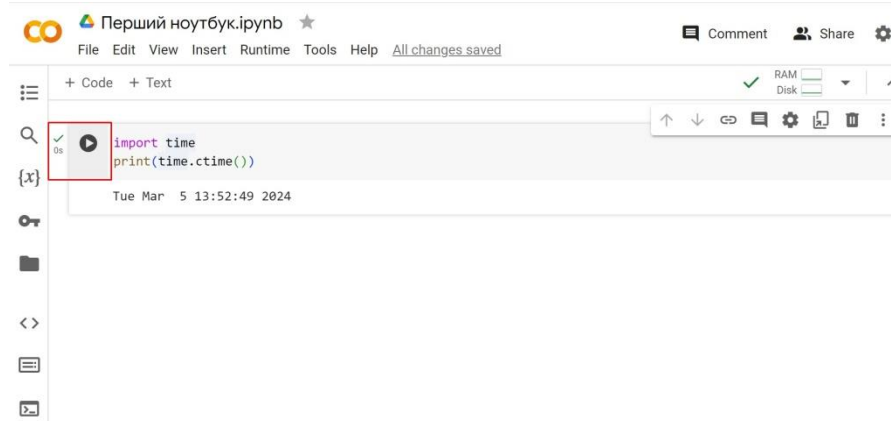 CO Перший ноутбук.ipynb
Comment Share
File Edit View Insert Runtime Tools Help All changes saved
+ Code + Text
RAM
Disk
0s
import time
print(time.ctime())
{x}
Tue Mar  5 13:52:49 2024